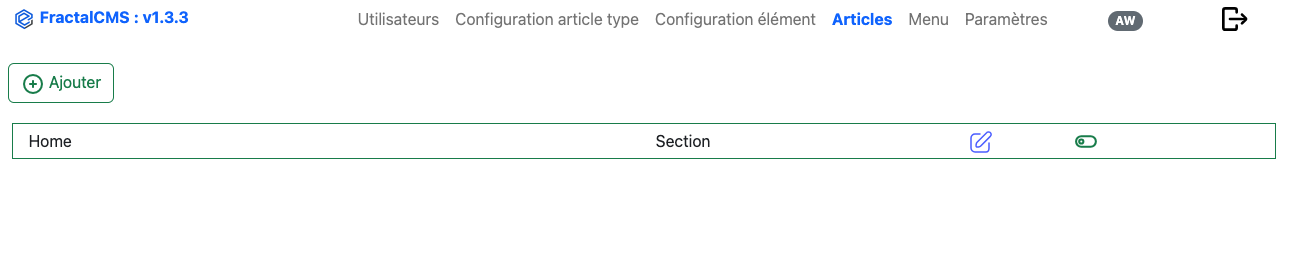 FractalCMS : v1.3.3 Utilisateurs Configuration article type Configuration élément Articles Menu Paramètres AW
Ajouter
Home Section